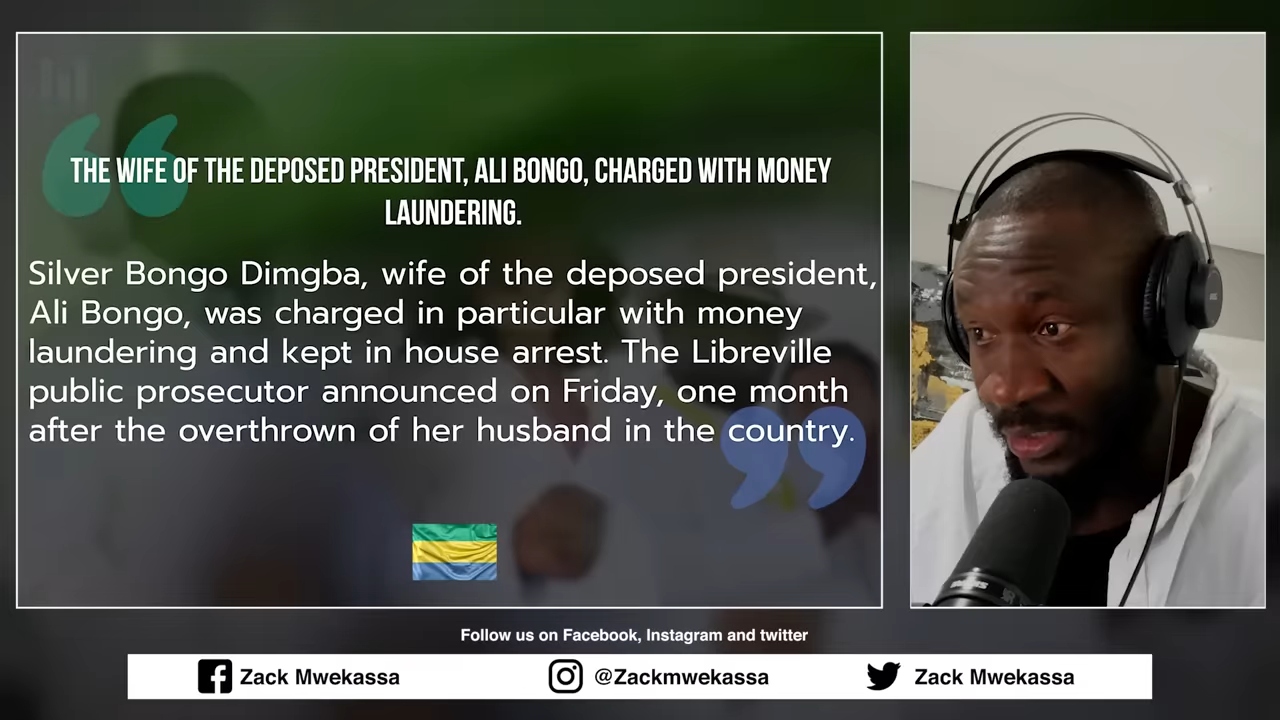 THE WIFE OF THE DEPOSED PRESIDENT, ALI BONGO, CHARGED WITH MONEY
LAUNDERING.
Silver Bongo Dimgba, wife of the deposed president,
Ali Bongo, was charged in particular with money
laundering and kept in house arrest. The Libreville
public prosecutor announced on Friday, one month
after the overthrown of her husband in the country.
Follow us on Facebook, Instagram and twitter
Zack Mwekassa
@Zackmwekassa
Zack Mwekassa